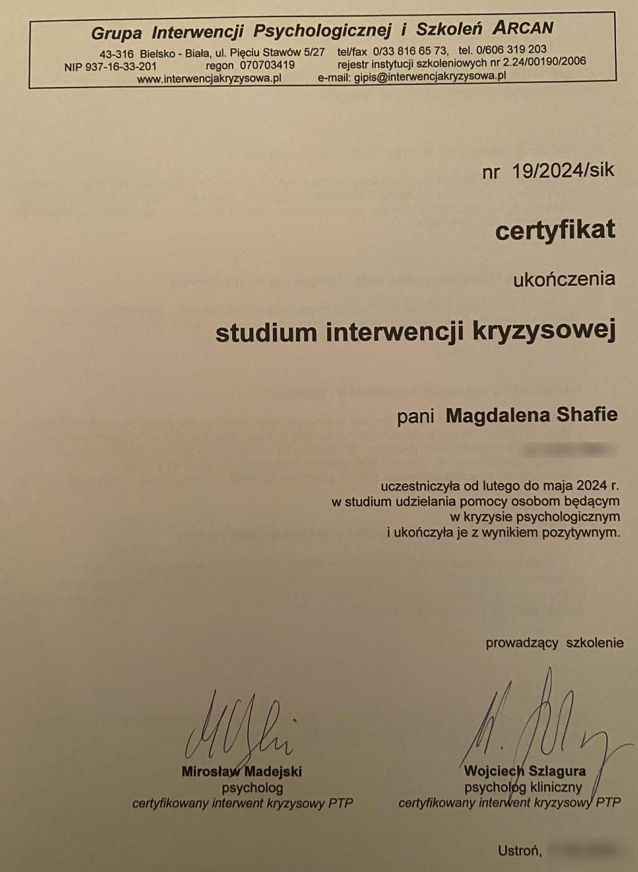 Grupa Interwencji Psychologicznej i Szkoleń ARCAN
43-316 Bielsko - Biała, ul. Pięciu Stawów 5/27 tel/fax 0/33 816 65 73, tel. 0/606 319 203
NIP 937-16-33-201 regon 070703419 rejestr instytucji szkoleniowych nr 2.24/00190/2006
www.interwencjakryzysowa.pl e-mail: gipis@interwencjakryzysowa.pl
nr 19/2024/sik
certyfikat
ukończenia
studium interwencji kryzysowej
pani Magdalena Shafie
uczestniczyła od lutego do maja 2024 r.
w studium udzielania pomocy osobom będącym
w kryzysie psychologicznym
i ukończyła je z wynikiem pozytywnym.
prowadzący szkolenie
Mirosław Madejski
psycholog
certyfikowany interwent kryzysowy PTP
Wojciech Szlagura
psycholog kliniczny
certyfikowany interwent kryzysowy PTP
Ustroń,